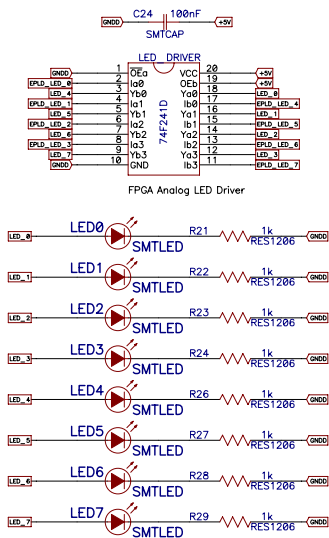 C24 100nF
GNDD +5V
SMTCAP
LED_DRIVER
GNDD 1 OEa VCC 20 +5V
EPLD_LED_0 2 Ia0 OEb 19 +5V
LED_4 3 Yb0 Ya0 18 LED_0
EPLD_LED_1 4 Ia1 Ib0 17 EPLD_LED_4
LED_5 5 Yb1 Ya1 16 LED_1
EPLD_LED_2 6 Ia2 Ib1 15 EPLD_LED_5
LED_6 7 Yb2 Ya2 14 LED_2
EPLD_LED_3 8 Ia3 Ib2 13 EPLD_LED_6
LED_7 9 Yb3 Ya3 12 LED_3
GNDD 10 GND Ib3 11 EPLD_LED_7
74F241D
FPGA Analog LED Driver
LED0 R21 1k
LED_0 GNDD
SMTLED RES1206
LED1 R22 1k
LED_1 GNDD
SMTLED RES1206
LED2 R23 1k
LED_2 GNDD
SMTLED RES1206
LED3 R24 1k
LED_3 GNDD
SMTLED RES1206
LED4 R26 1k
LED_4 GNDD
SMTLED RES1206
LED5 R27 1k
LED_5 GNDD
SMTLED RES1206
LED6 R28 1k
LED_6 GNDD
SMTLED RES1206
LED7 R29 1k
LED_7 GNDD
SMTLED RES1206